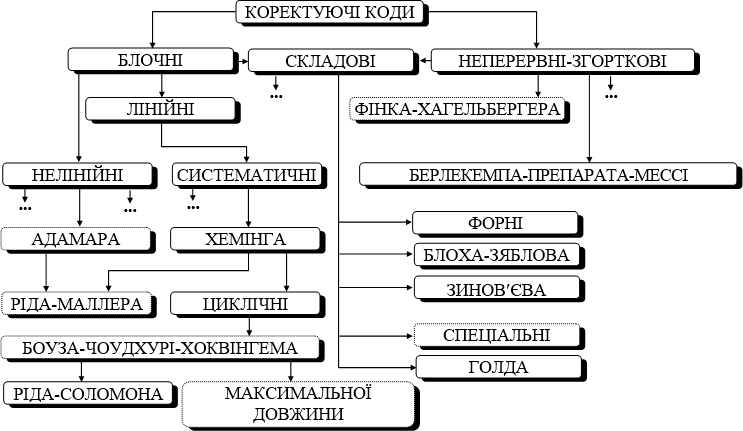 КОРЕКТУЮЧІ КОДИ
БЛОЧНІ
СКЛАДОВІ
НЕПЕРЕРВНІ-ЗГОРТКОВІ
...
...
ЛІНІЙНІ
ФІНКА-ХАГЕЛЬБЕРГЕРА
НЕЛІНІЙНІ
СИСТЕМАТИЧНІ
БЕРЛЕКЕМПА-ПРЕПАРАТА-МЕССІ
...
...
...
АДАМАРА
ХЕМІНГА
ФОРНІ
БЛОХА-ЗЯБЛОВА
РІДА-МАЛЛЕРА
ЦИКЛІЧНІ
ЗИНОВ'ЄВА
БОУЗА-ЧОУДХУРІ-ХОКВІНГЕМА
СПЕЦІАЛЬНІ
ГОЛДА
РІДА-СОЛОМОНА
МАКСИМАЛЬНОЇ
ДОВЖИНИ